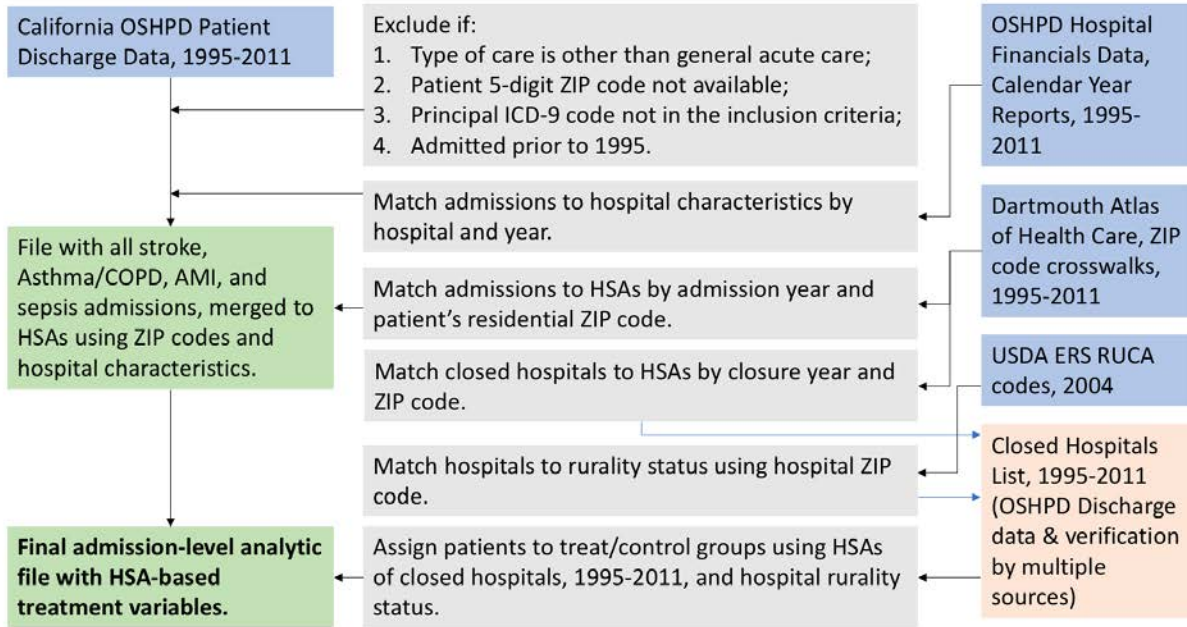 California OSHPD Patient
Discharge Data, 1995-2011
Exclude if:
1. Type of care is other than general acute care;
2. Patient 5-digit ZIP code not available;
3. Principal ICD-9 code not in the inclusion criteria;
4. Admitted prior to 1995.
OSHPD Hospital
Financials Data,
Calendar Year
Reports, 1995-
2011
Match admissions to hospital characteristics by
hospital and year.
Dartmouth Atlas
of Health Care, ZIP
code crosswalks,
1995-2011
File with all stroke,
Asthma/COPD, AMI, and
sepsis admissions, merged to
HSAs using ZIP codes and
hospital characteristics.
Match admissions to HSAs by admission year and
patient's residential ZIP code.
Match closed hospitals to HSAs by closure year and
ZIP code.
USDA ERS RUCA
codes, 2004
Match hospitals to rurality status using hospital ZIP
code.
Closed Hospitals
List, 1995-2011
(OSHPD Discharge
data & verification
by multiple
sources)
Final admission-level analytic
file with HSA-based
treatment variables.
Assign patients to treat/control groups using HSAs
of closed hospitals, 1995-2011, and hospital rurality
status.